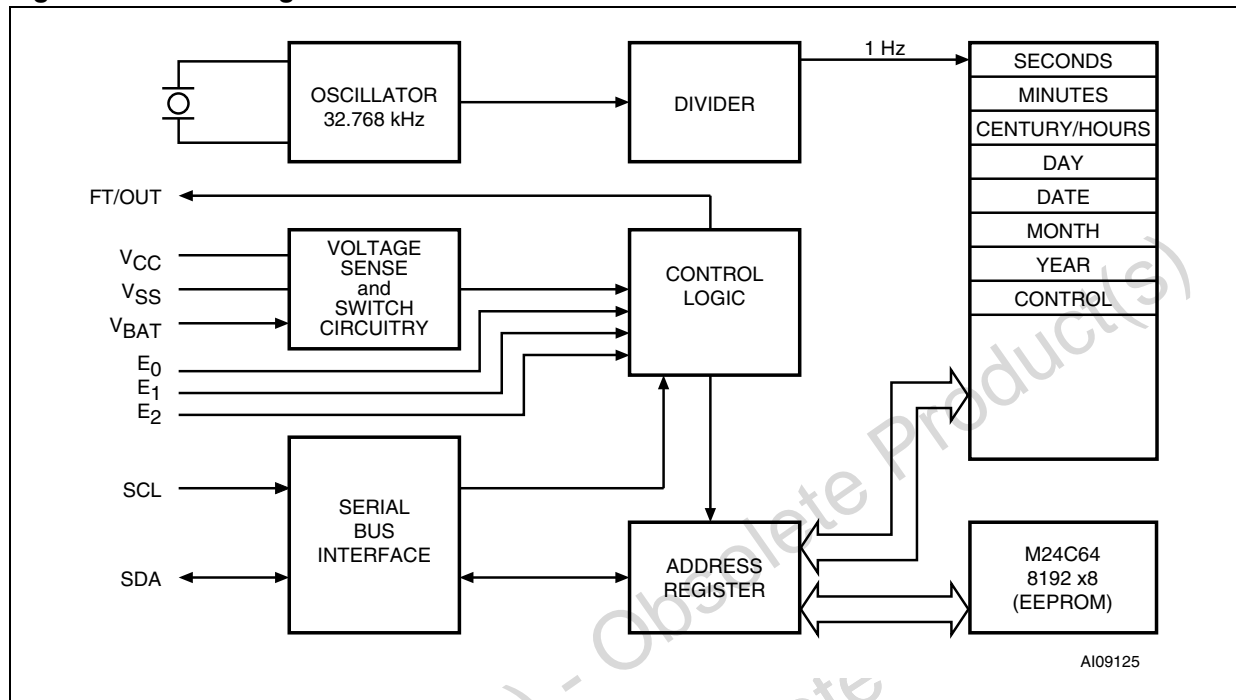 OSCILLATOR
32.768 kHz
DIVIDER
1 Hz
SECONDS
MINUTES
CENTURY/HOURS
DAY
DATE
MONTH
YEAR
CONTROL
FT/OUT
VCC
VSS
VBAT
VOLTAGE
SENSE
and
SWITCH
CIRCUITRY
CONTROL
LOGIC
E0
E1
E2
SCL
SDA
SERIAL
BUS
INTERFACE
ADDRESS
REGISTER
M24C64
8192 x8
(EEPROM)
AI09125
) - Obsolete Product(s)